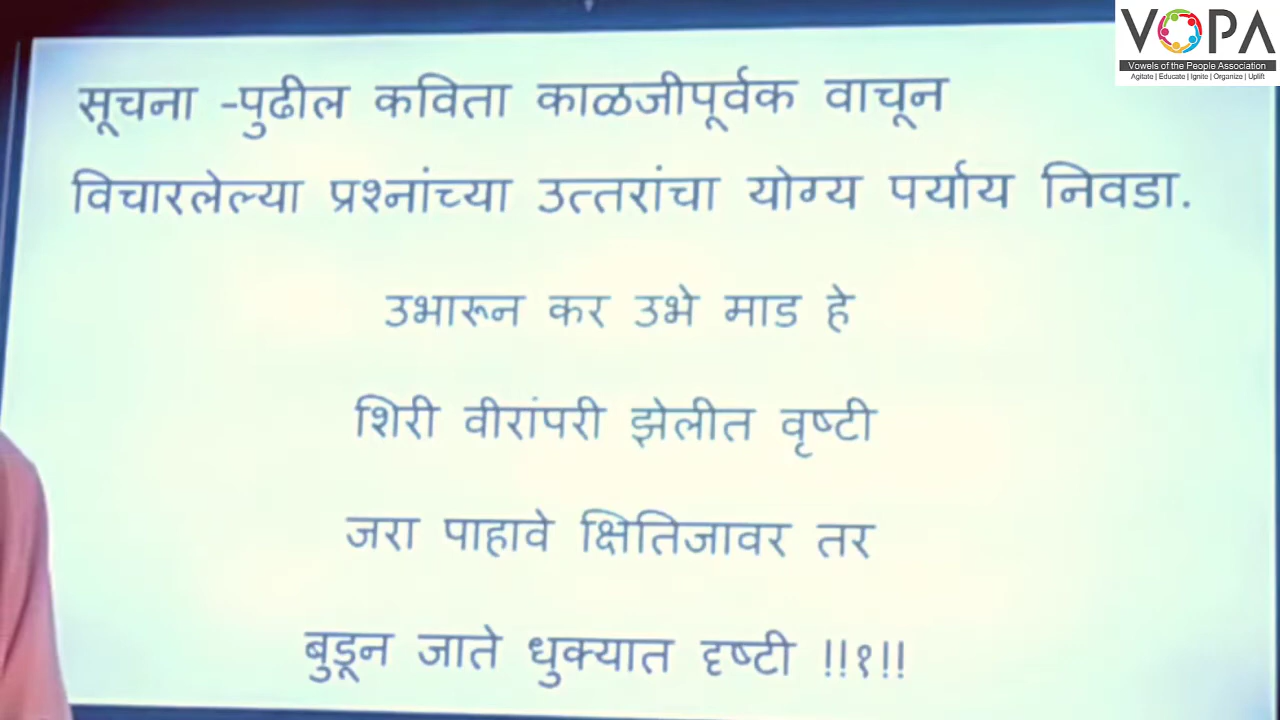 VOPA
Vowels of the People Association
Agitate | Educate | Ignite | Organize | Uplift
सूचना -पुढील कविता काळजीपूर्वक वाचून
विचारलेल्या प्रश्नांच्या उत्तरांचा योग्य पर्याय निवडा.
उभारून कर उभे माड हे
शिरी वीरांपरी झेलीत वृष्टी
जरा पाहावे क्षितिजावर तर
बुडून जाते धुक्यात दृष्टी !!१!!